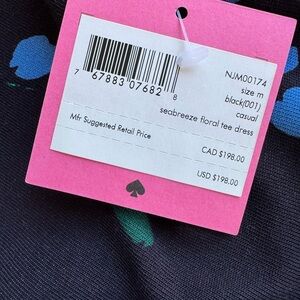 7 67883 07682 8
NJM00174
size m
black(001)
casual
seabreeze floral tee dress
Mfr Suggested Retail Price
CAD $198.00
USD $198.00